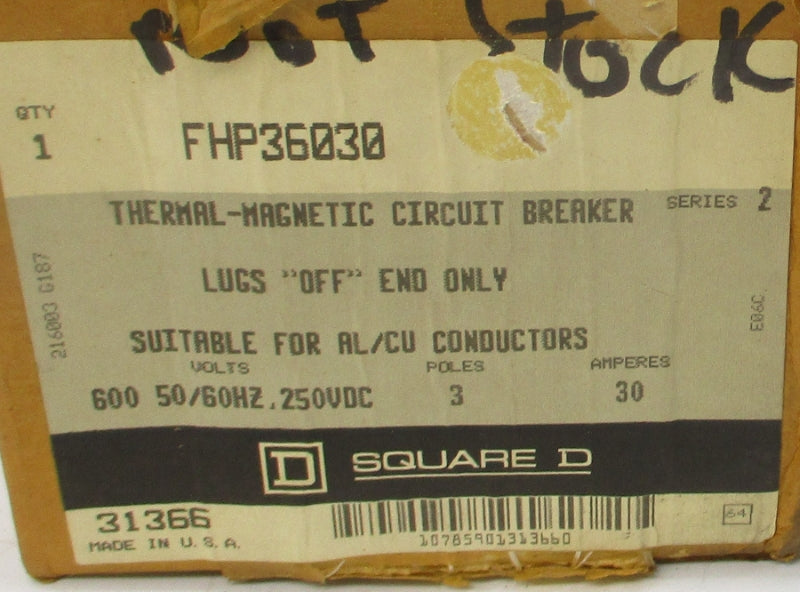 STOCK
QTY
1
FHP36030
THERMAL-MAGNETIC CIRCUIT BREAKER
SERIES 2
LUGS "OFF" END ONLY
216003 G187
E06C
SUITABLE FOR AL/CU CONDUCTORS
VOLTS POLES AMPERES
600 50/60HZ,250VDC 3 30
D SQUARE D
31366
MADE IN U.S.A.
10785901313660
64